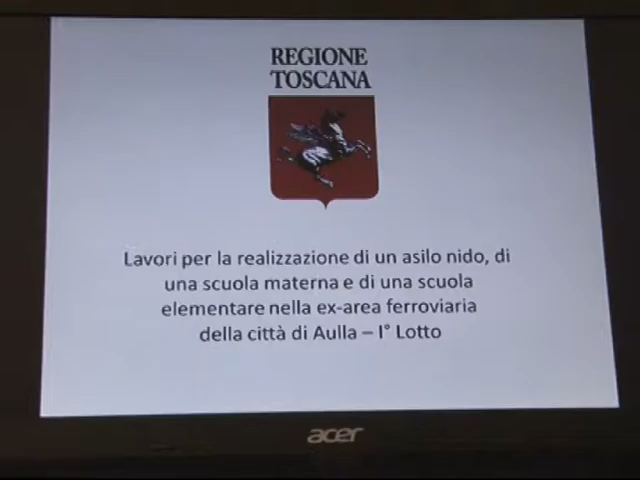 REGIONE
TOSCANA
Lavori per la realizzazione di un asilo nido, di
una scuola materna e di una scuola
elementare nella ex-area ferroviaria
della città di Aulla – I° Lotto
acer